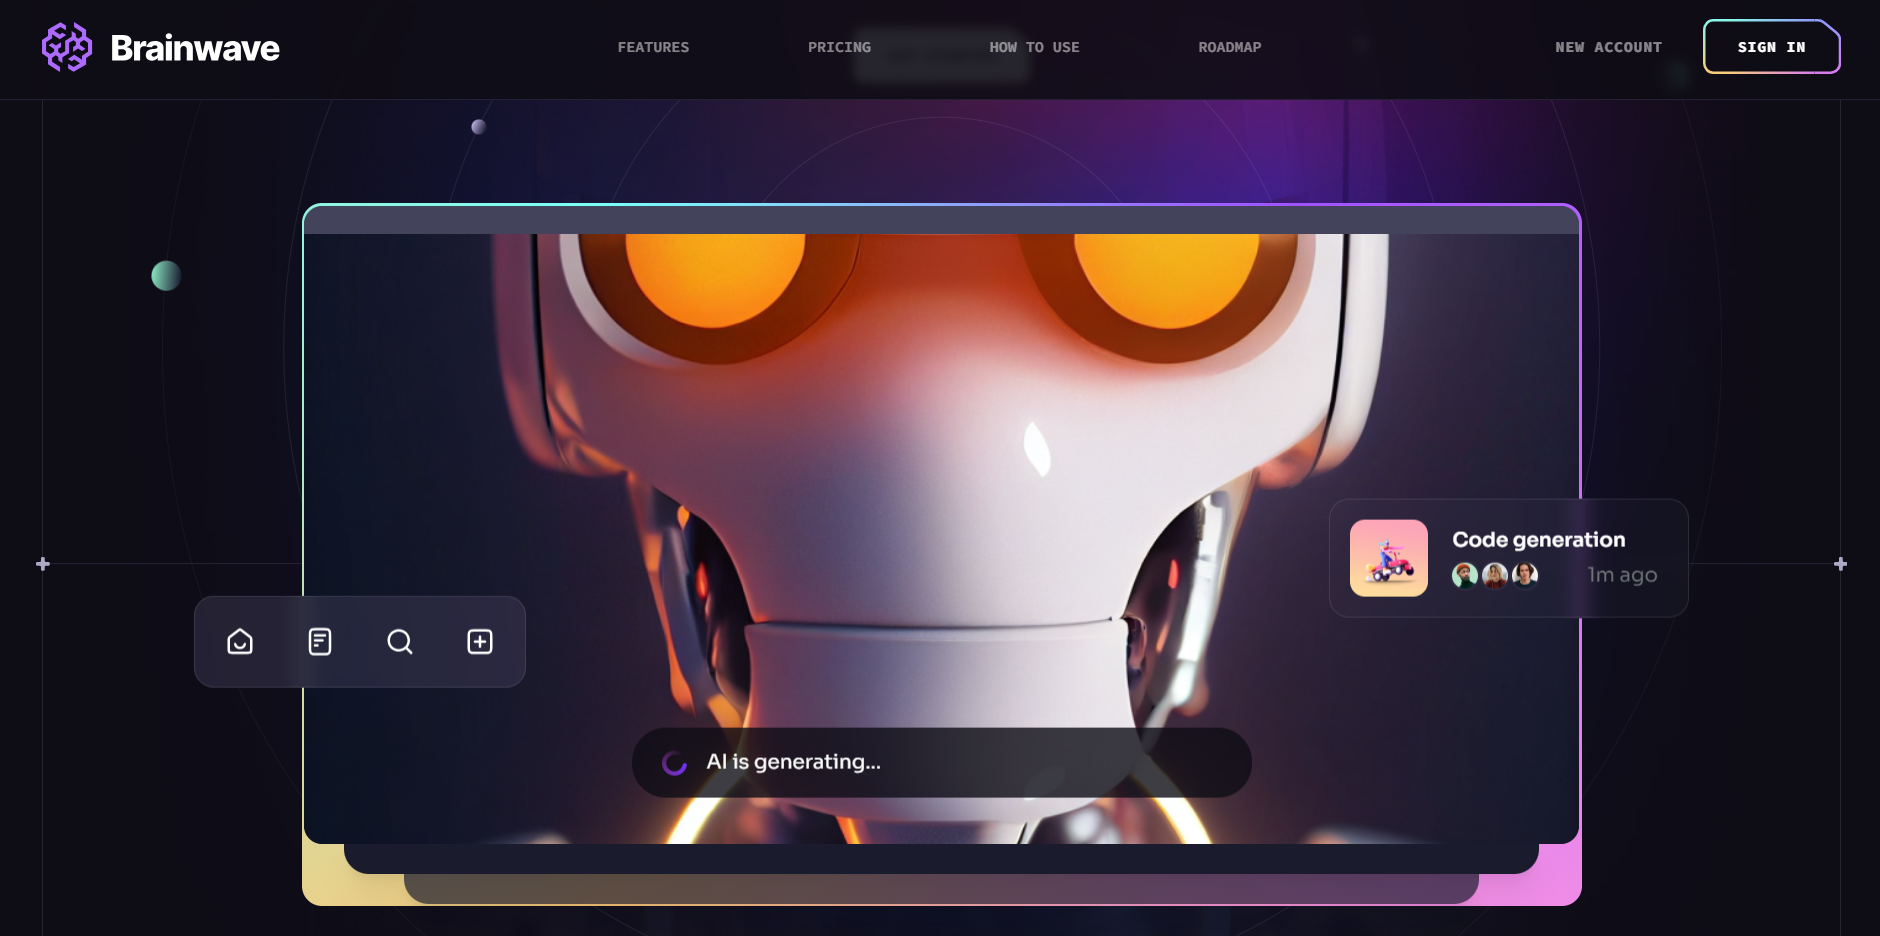 Brainwave
FEATURES
PRICING
HOW TO USE
ROADMAP
NEW ACCOUNT
SIGN IN
Code generation
1m ago
AI is generating...